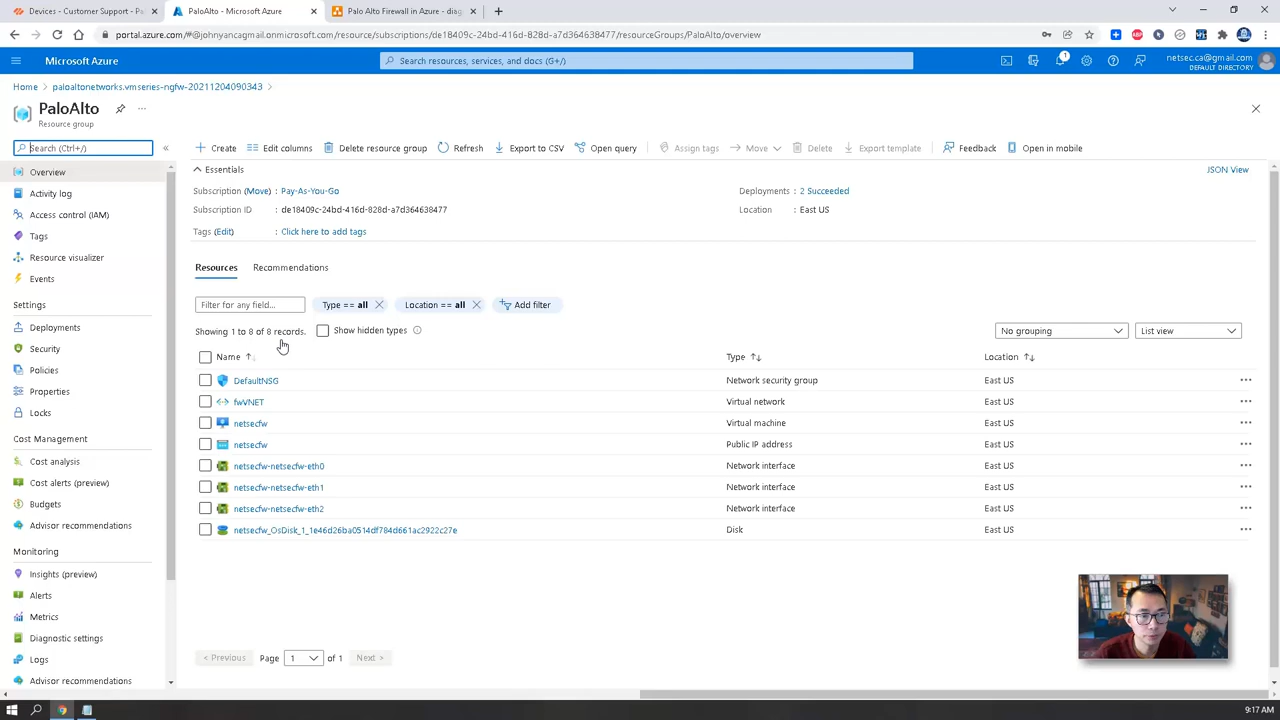 Devices - Customer Support - P
PaloAlto - Microsoft Azure
Palo Alto Firewall in Azure - diag
portal.azure.com/#@johnyancagmail.onmicrosoft.com/resource/subscriptions/de18409c-24bd-416d-828d-a7d364638477/resourceGroups/PaloAlto/overview
Microsoft Azure
Search resources, services, and docs (G+/)
1
netsec.ca@gmail.com
DEFAULT DIRECTORY
Home > paloaltonetworks.vmseries-ngfw-20211204090343 >
PaloAlto
Resource group
Search (Ctrl+/)
«
Create
Edit columns
Delete resource group
Refresh
Export to CSV
Open query
Assign tags
Move
Delete
Export template
Feedback
Open in mobile
Overview
Activity log
Access control (IAM)
Tags
Resource visualizer
Events
Settings
Deployments
Security
Policies
Properties
Locks
Cost Management
Cost analysis
Cost alerts (preview)
Budgets
Advisor recommendations
Monitoring
Insights (preview)
Alerts
Metrics
Diagnostic settings
Logs
Advisor recommendations
Essentials
JSON View
Subscription (Move) : Pay-As-You-Go
Deployments : 2 Succeeded
Subscription ID : de18409c-24bd-416d-828d-a7d364638477
Location : East US
Tags (Edit) : Click here to add tags
Resources
Recommendations
Filter for any field...
Type == all
Location == all
Add filter
Showing 1 to 8 of 8 records.
Show hidden types
No grouping
List view
Name
Type
Location
DefaultNSG Network security group East US ...
fwVNET Virtual network East US ...
netsecfw Virtual machine East US ...
netsecfw Public IP address East US ...
netsecfw-netsecfw-eth0 Network interface East US ...
netsecfw-netsecfw-eth1 Network interface East US ...
netsecfw-netsecfw-eth2 Network interface East US ...
netsecfw_OsDisk_1_1e46d26ba0514df784d661ac2922c27e Disk East US ...
< Previous Page 1 of 1 Next >
9:17 AM